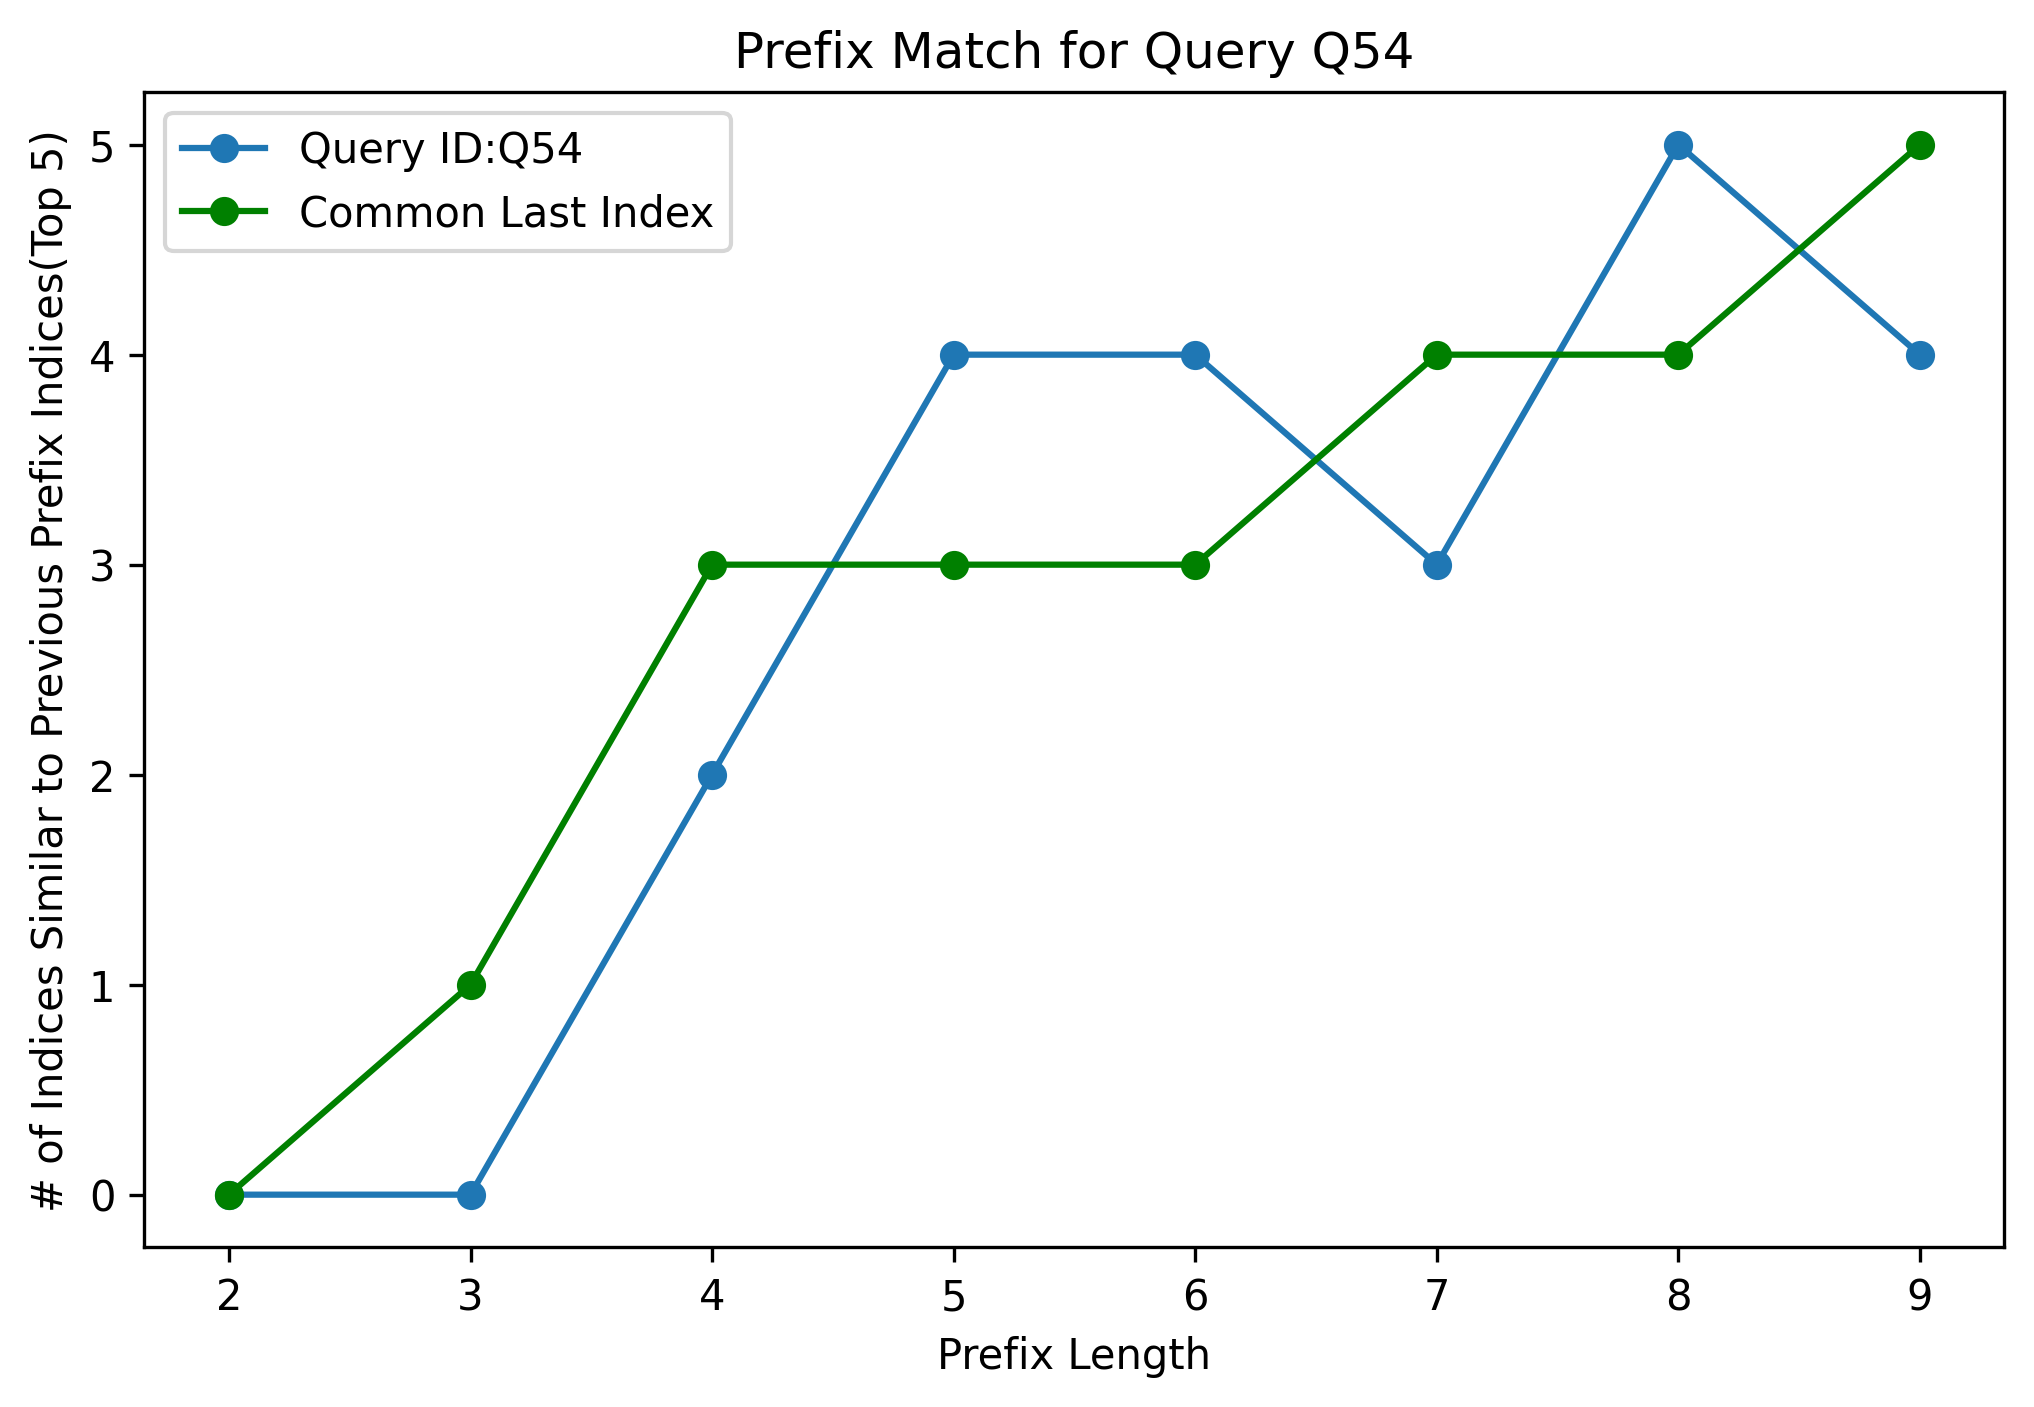 Prefix Match for Query Q54
Query ID:Q54
Common Last Index
# of Indices Similar to Previous Prefix Indices(Top 5)
5
4
3
2
1
0
2 3 4 5 6 7 8 9
Prefix Length